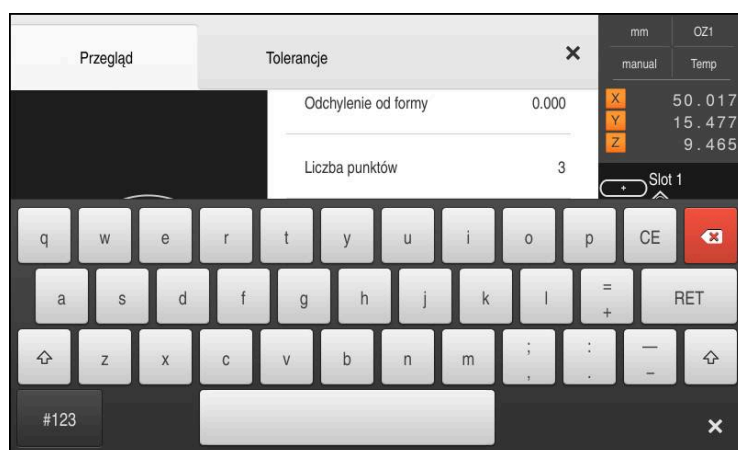 Przegląd Tolerancje ×
mm OZ1
manual Temp
Odchylenie od formy 0.000
Liczba punktów 3
X 50.017
Y 15.477
Z 9.465
Slot 1
q w e r t y u i o p CE
a s d f g h j k l = + RET
z x c v b n m ; , : . — –
#123 ×